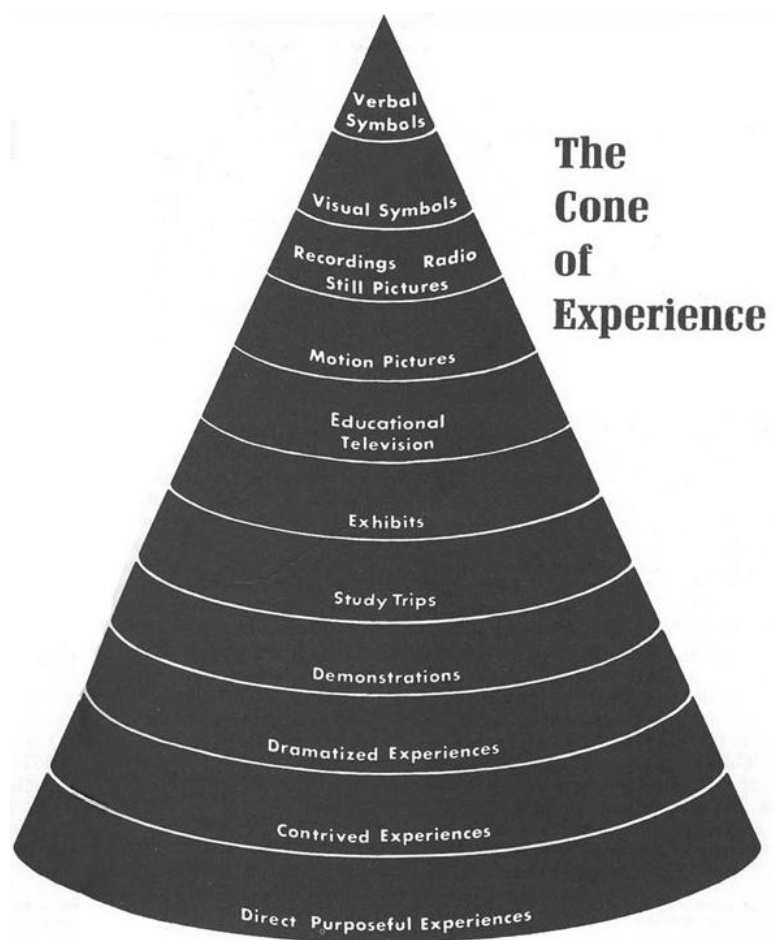 The
Cone
of
Experience
Verbal
Symbols
Visual Symbols
Recordings Radio
Still Pictures
Motion Pictures
Educational
Television
Exhibits
Study Trips
Demonstrations
Dramatized Experiences
Contrived Experiences
Direct Purposeful Experiences